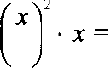 (x)² · x =